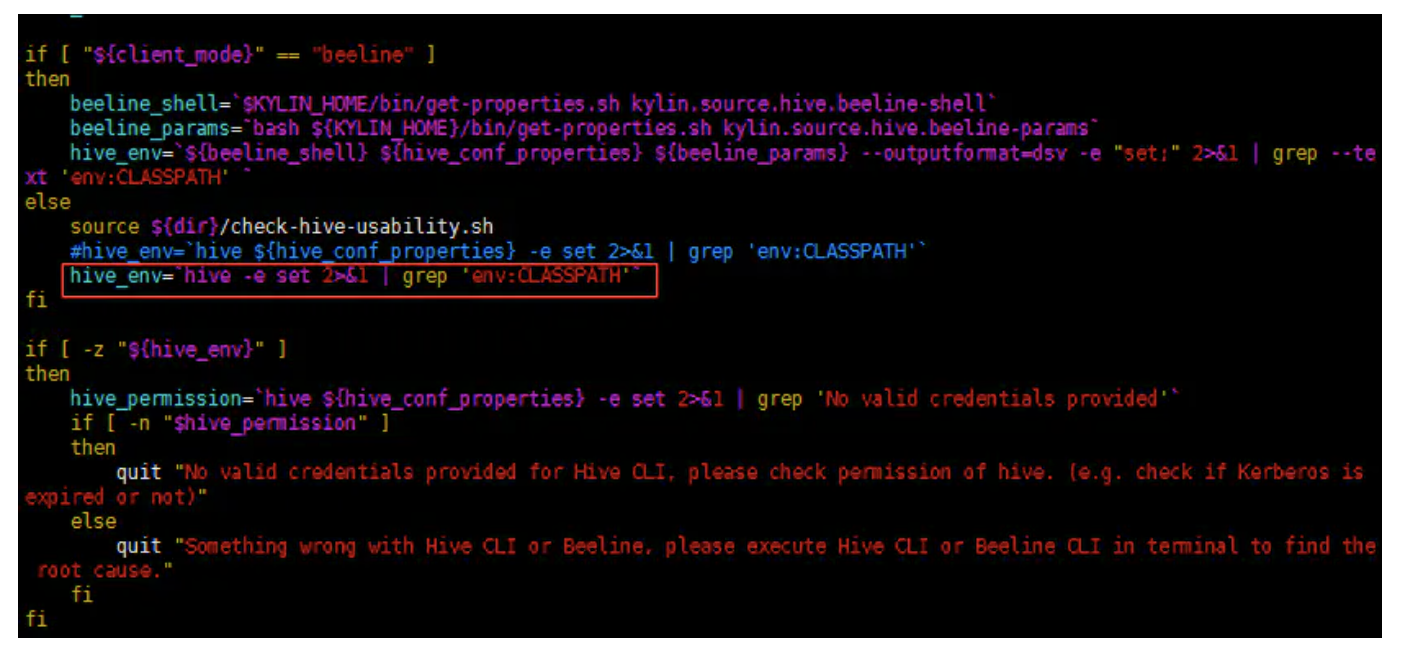 if [ "${client_mode}" == "beeline" ]
then
    beeline_shell=`$KYLIN_HOME/bin/get-properties.sh kylin.source.hive.beeline-shell`
    beeline_params=`bash ${KYLIN_HOME}/bin/get-properties.sh kylin.source.hive.beeline-params`
    hive_env=`${beeline_shell} ${hive_conf_properties} ${beeline_params} --outputformat=dsv -e "set;" 2>&1 | grep --te
xt 'env:CLASSPATH' `
else
    source ${dir}/check-hive-usability.sh
    #hive_env=`hive ${hive_conf_properties} -e set 2>&1 | grep 'env:CLASSPATH'`
    hive_env=`hive -e set 2>&1 | grep 'env:CLASSPATH'`
fi
if [ -z "${hive_env}" ]
then
    hive_permission=`hive ${hive_conf_properties} -e set 2>&1 | grep 'No valid credentials provided'`
    if [ -n "$hive_permission" ]
    then
        quit "No valid credentials provided for Hive CLI, please check permission of hive. (e.g. check if Kerberos is
expired or not)"
    else
        quit "Something wrong with Hive CLI or Beeline, please execute Hive CLI or Beeline CLI in terminal to find the
 root cause."
    fi
fi